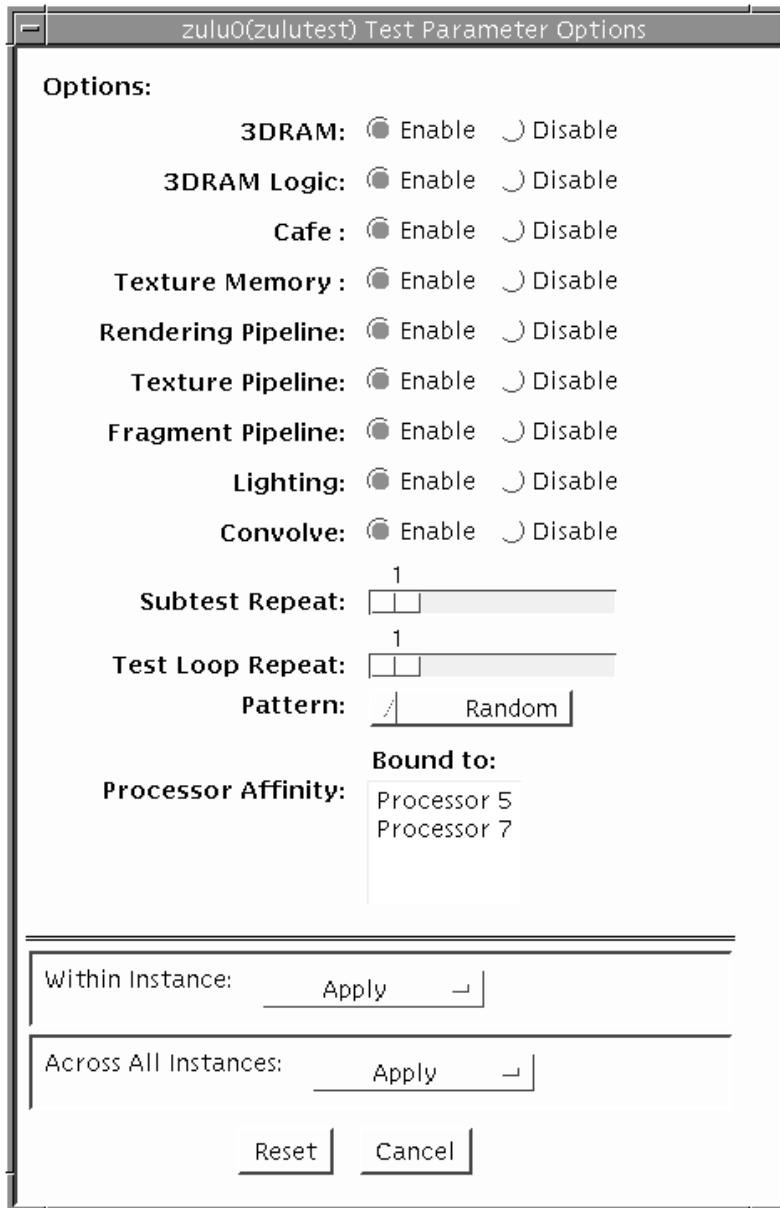 zulu0(zulutest) Test Parameter Options
Options:
3DRAM: Enable Disable
3DRAM Logic: Enable Disable
Cafe : Enable Disable
Texture Memory : Enable Disable
Rendering Pipeline: Enable Disable
Texture Pipeline: Enable Disable
Fragment Pipeline: Enable Disable
Lighting: Enable Disable
Convolve: Enable Disable
1
Subtest Repeat:
1
Test Loop Repeat:
Pattern: Random
Bound to:
Processor Affinity:
Processor 5
Processor 7
Within Instance: Apply
Across All Instances: Apply
Reset Cancel